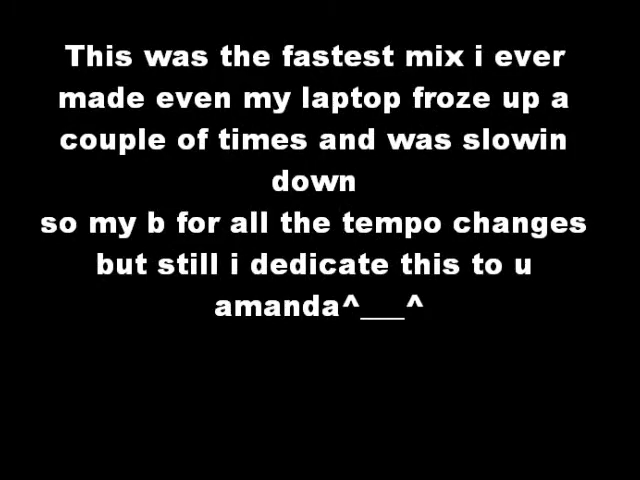 This was the fastest mix i ever
made even my laptop froze up a
couple of times and was slowin
down
so my b for all the tempo changes
but still i dedicate this to u
amanda^___^